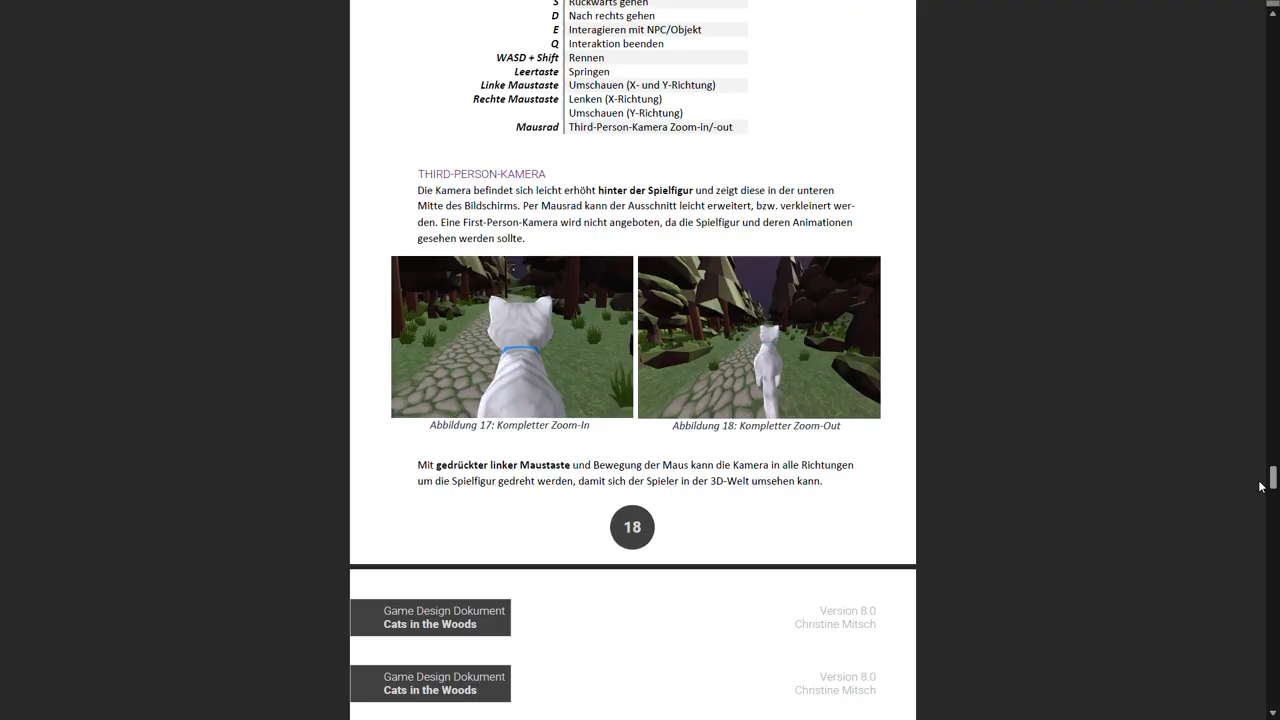 S Rückwärts gehen
D Nach rechts gehen
E Interagieren mit NPC/Objekt
Q Interaktion beenden
WASD + Shift Rennen
Leertaste Springen
Linke Maustaste Umschauen (X- und Y-Richtung)
Rechte Maustaste Lenken (X-Richtung)
Umschauen (Y-Richtung)
Mausrad Third-Person-Kamera Zoom-in/-out
THIRD-PERSON-KAMERA
Die Kamera befindet sich leicht erhöht hinter der Spielfigur und zeigt diese in der unteren
Mitte des Bildschirms. Per Mausrad kann der Ausschnitt leicht erweitert, bzw. verkleinert wer-
den. Eine First-Person-Kamera wird nicht angeboten, da die Spielfigur und deren Animationen
gesehen werden sollte.
Abbildung 17: Kompletter Zoom-In
Abbildung 18: Kompletter Zoom-Out
Mit gedrückter linker Maustaste und Bewegung der Maus kann die Kamera in alle Richtungen
um die Spielfigur gedreht werden, damit sich der Spieler in der 3D-Welt umsehen kann.
18
Game Design Dokument
Cats in the Woods
Version 8.0
Christine Mitsch
Game Design Dokument
Cats in the Woods
Version 8.0
Christine Mitsch